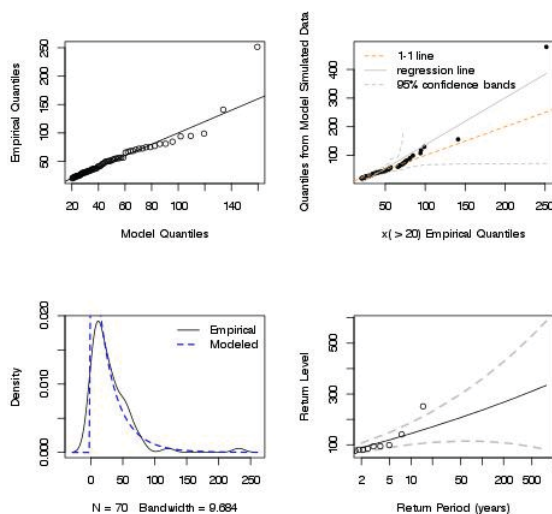 Empirical Quantiles
250
150
50
20 40 60 80 100 140
Model Quantiles
Quantiles from Model Simulated Data
400
300
200
100
1-1 line
regression line
95% confidence bands
50 100 150 200 250
x( > 20) Empirical Quantiles
Density
0.020
0.010
0.000
Empirical
Modeled
0 50 100 150 200 250
N = 70 Bandwidth = 9.684
Return Level
500
300
100
2 5 10 50 200 500
Return Period (years)